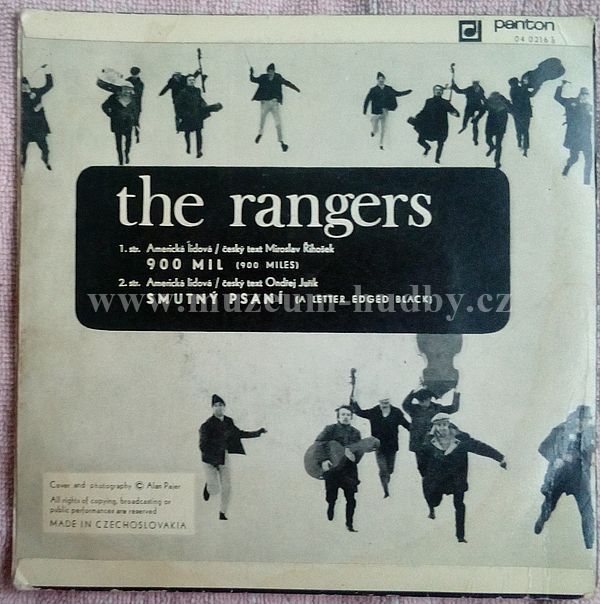 panton
04 0216 h
the rangers
1. str. Americká lidová / český text Miroslav Řihošek
900 MIL (900 MILES)
2. str. Americká lidová / český text Ondřej Juřík
SMUTNÝ PSANÍ (A LETTER EDGED BLACK)
www.muzeum-hudby.cz
Cover and photography © Alan Pajer
All rights of copying, broadcasting or
public performances are reserved
MADE IN CZECHOSLOVAKIA